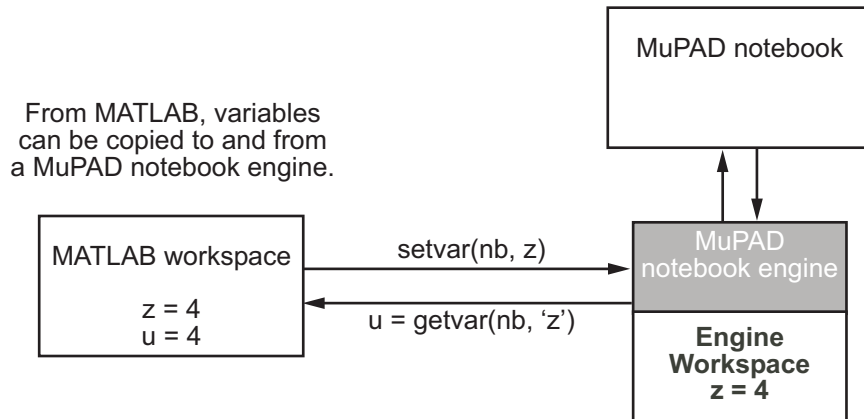 MuPAD notebook
From MATLAB, variables
can be copied to and from
a MuPAD notebook engine.
MATLAB workspace
z = 4
u = 4
setvar(nb, z)
u = getvar(nb, ‘z’)
MuPAD
notebook engine
Engine
Workspace
z = 4